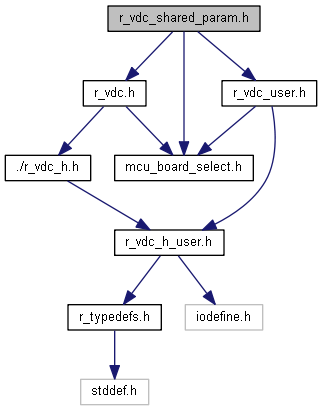 r_vdc_shared_param.h
r_vdc.h
r_vdc_user.h
./r_vdc_h.h
mcu_board_select.h
r_vdc_h_user.h
r_typedefs.h
iodefine.h
stddef.h